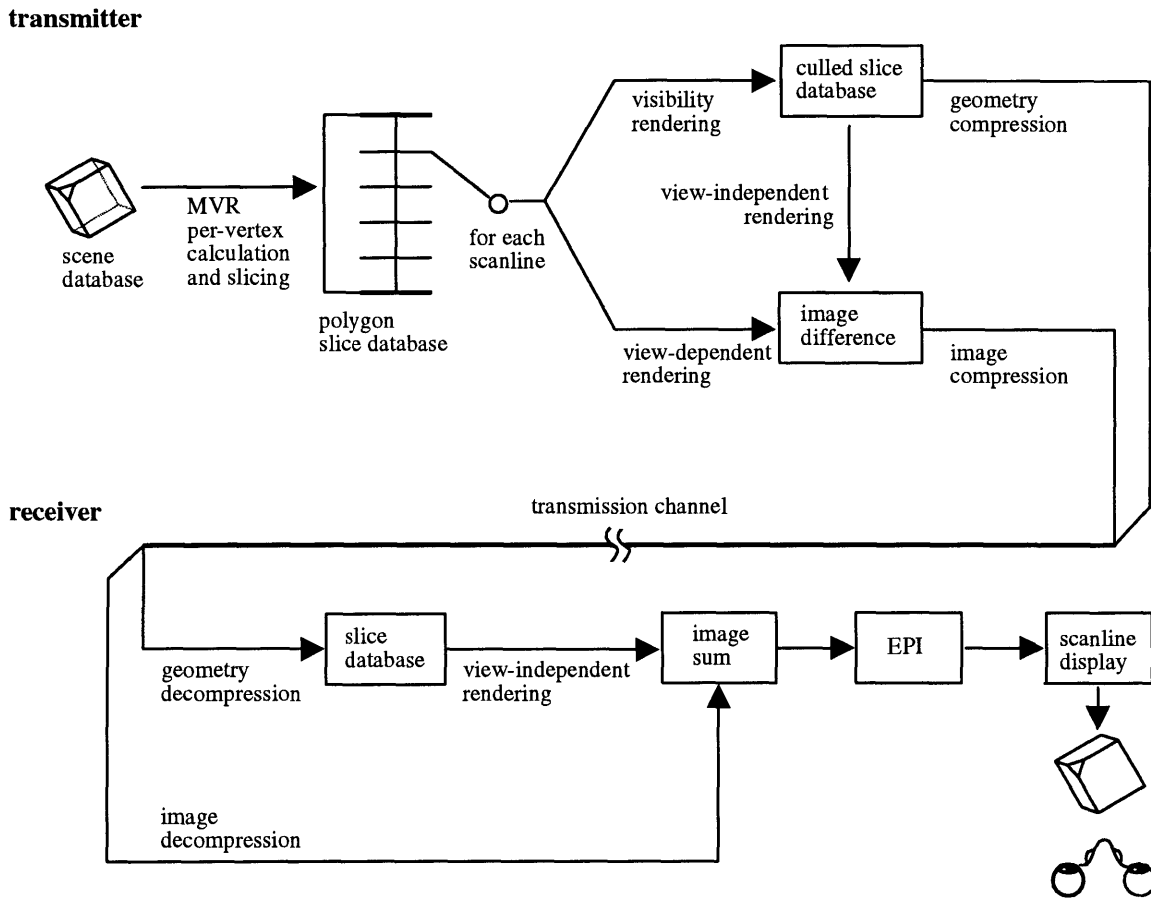 transmitter
culled slice
database
visibility
rendering
geometry
compression
view-independent
rendering
MVR
per-vertex
calculation
and slicing
scene
database
for each
scanline
polygon
slice database
image
difference
view-dependent
rendering
image
compression
receiver
transmission channel
slice
database
image
sum
EPI
scanline
display
geometry
decompression
view-independent
rendering
image
decompression